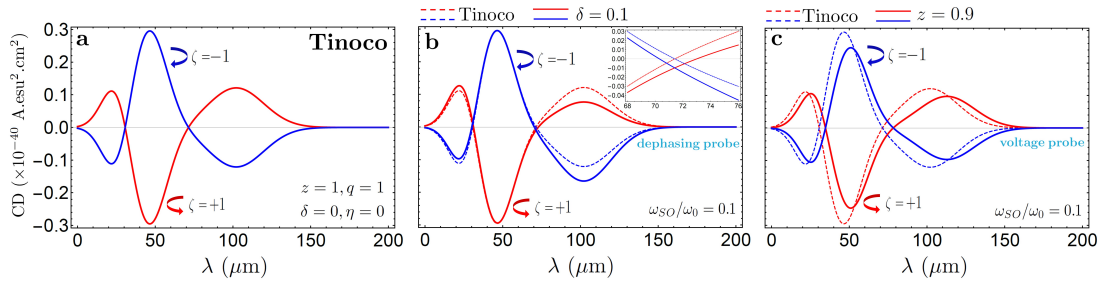 a
Tinoco
ζ=−1
ζ=+1
z = 1, q = 1
δ = 0, η = 0
CD (×10⁻⁴⁰ A.esu².cm²)
0.3
0.2
0.1
0.0
−0.1
−0.2
−0.3
0 50 100 150 200
λ (μm)
Tinoco δ = 0.1
b
ζ=−1
ζ=+1
0.03
0.02
0.01
0.00
−0.01
−0.02
−0.03
−0.04
68 70 72 74 76
dephasing probe
ω_SO/ω₀ = 0.1
0 50 100 150 200
λ (μm)
Tinoco z = 0.9
c
ζ=−1
ζ=+1
voltage probe
ω_SO/ω₀ = 0.1
0 50 100 150 200
λ (μm)